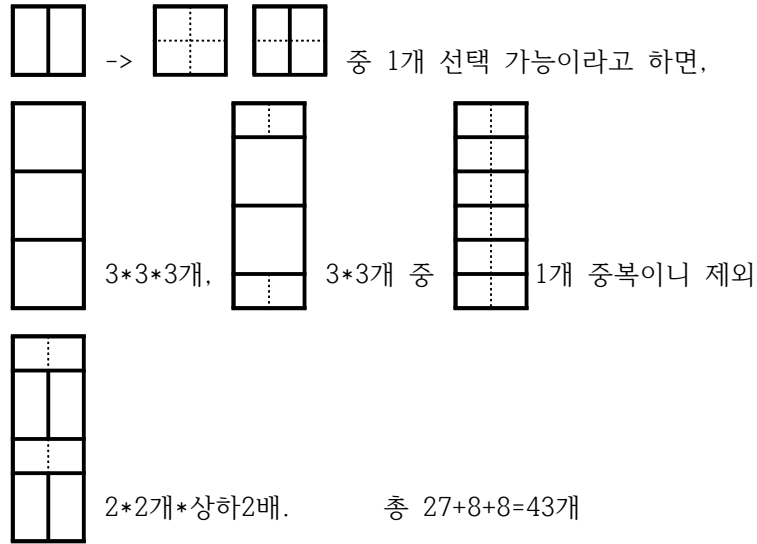 -> 중 1개 선택 가능이라고 하면,
3*3*3개, 3*3개 중 1개 중복이니 제외
2*2개*상하2배. 총 27+8+8=43개